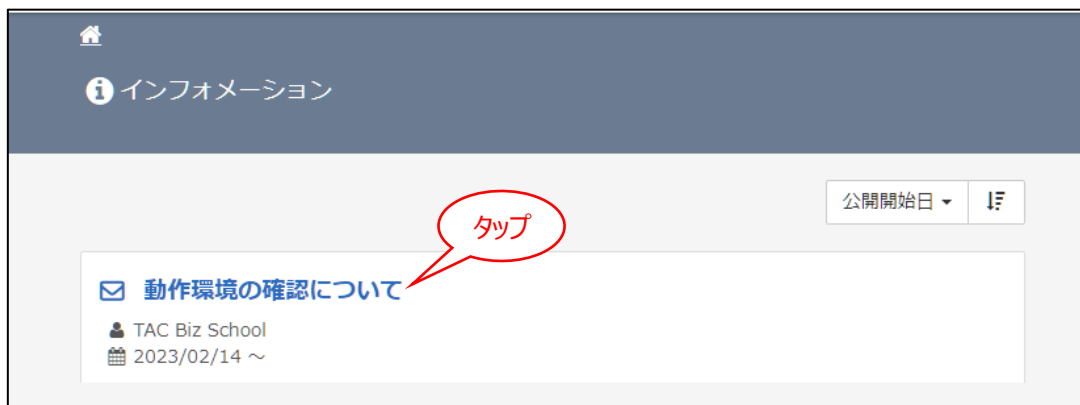 インフォメーション
公開開始日
タップ
動作環境の確認について
TAC Biz School
2023/02/14 ～